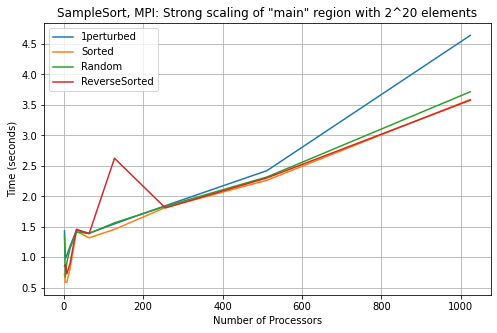 SampleSort, MPI: Strong scaling of "main" region with 2^20 elements
1perturbed
Sorted
Random
ReverseSorted
4.5
4.0
3.5
3.0
2.5
2.0
1.5
1.0
0.5
Time (seconds)
0 200 400 600 800 1000
Number of Processors